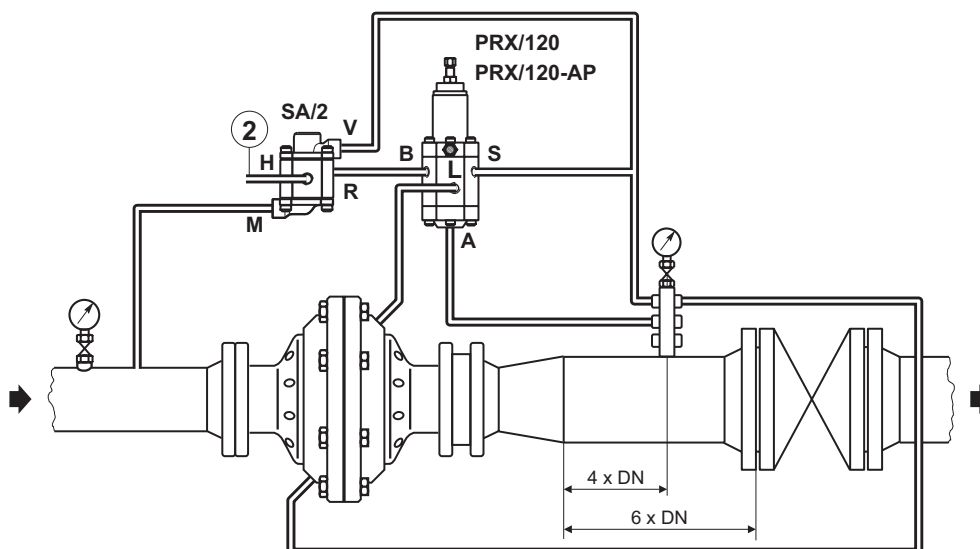 PRX/120
PRX/120-AP
SA/2
2
V
H
B
S
L
R
M
A
4 x DN
6 x DN